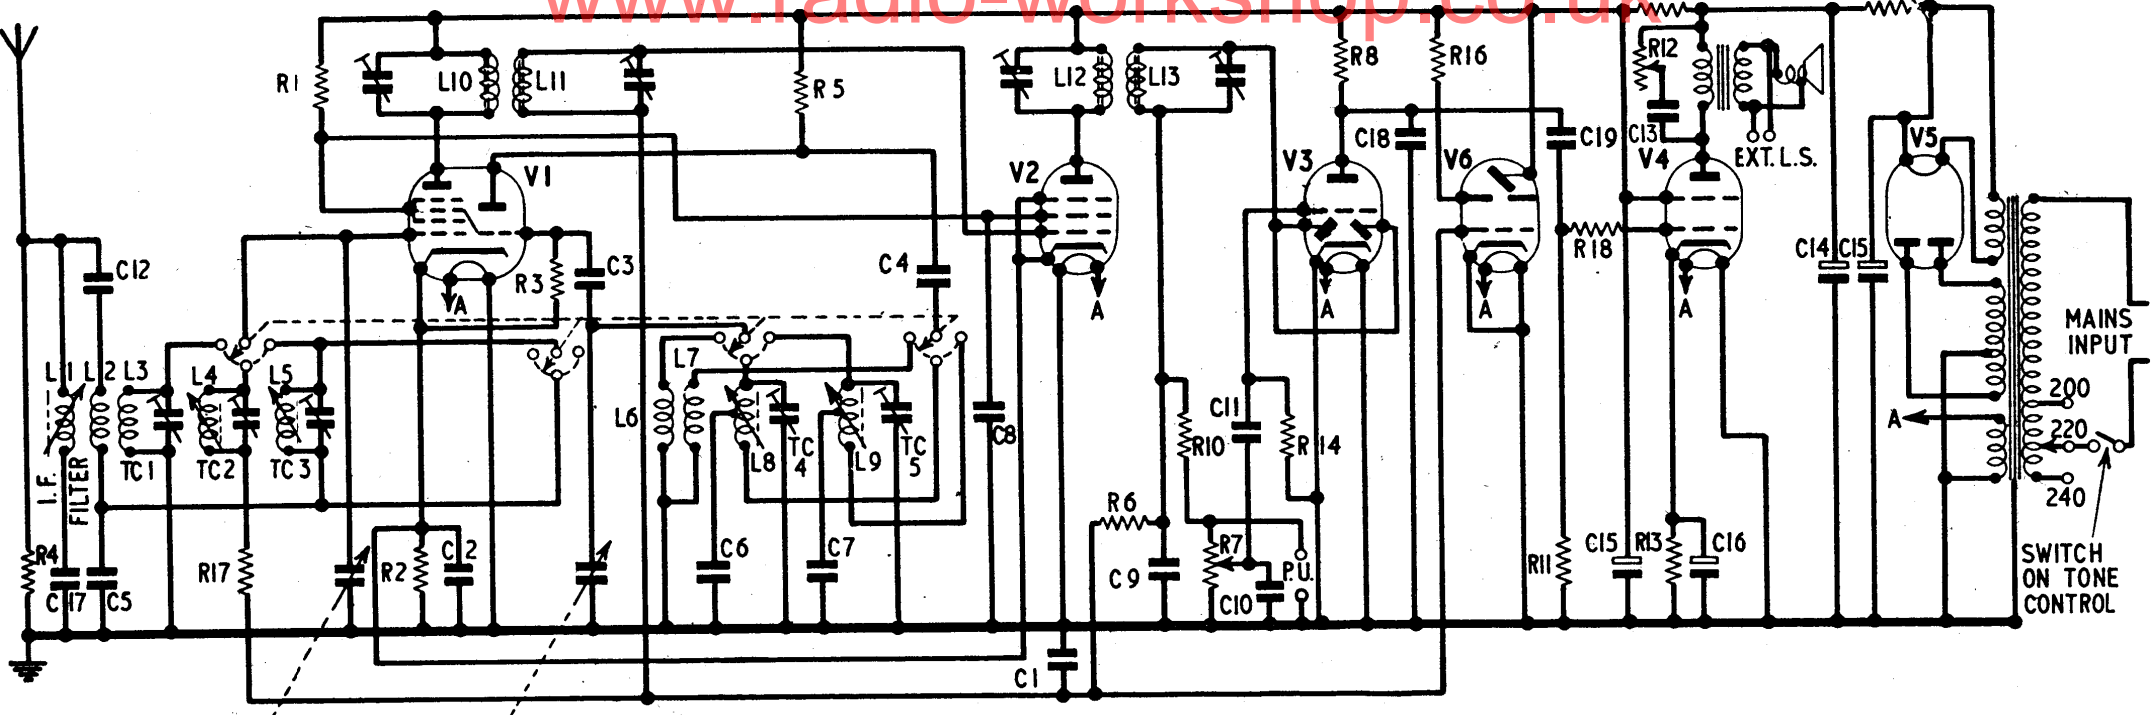 www.radio-workshop.co.uk
R1
L10
L11
R5
L12
L13
R8
R16
R12
C13
EXT.L.S.
V1
V2
V3
C18
V6
C19
V4
V5
C12
R3
C3
C4
A
A
A
A
A
R18
C14
C15
MAINS
INPUT
L1
L2
L3
L4
L5
L6
L7
L8
L9
TC1
TC2
TC3
TC
4
TC
5
C8
C11
R10
R14
A
200
220
240
I.F.
FILTER
R4
C17
C5
R17
R2
C2
C6
C7
R6
C9
R7
C10
P.U.
R11
C15
R13
C16
SWITCH
ON TONE
CONTROL
C1